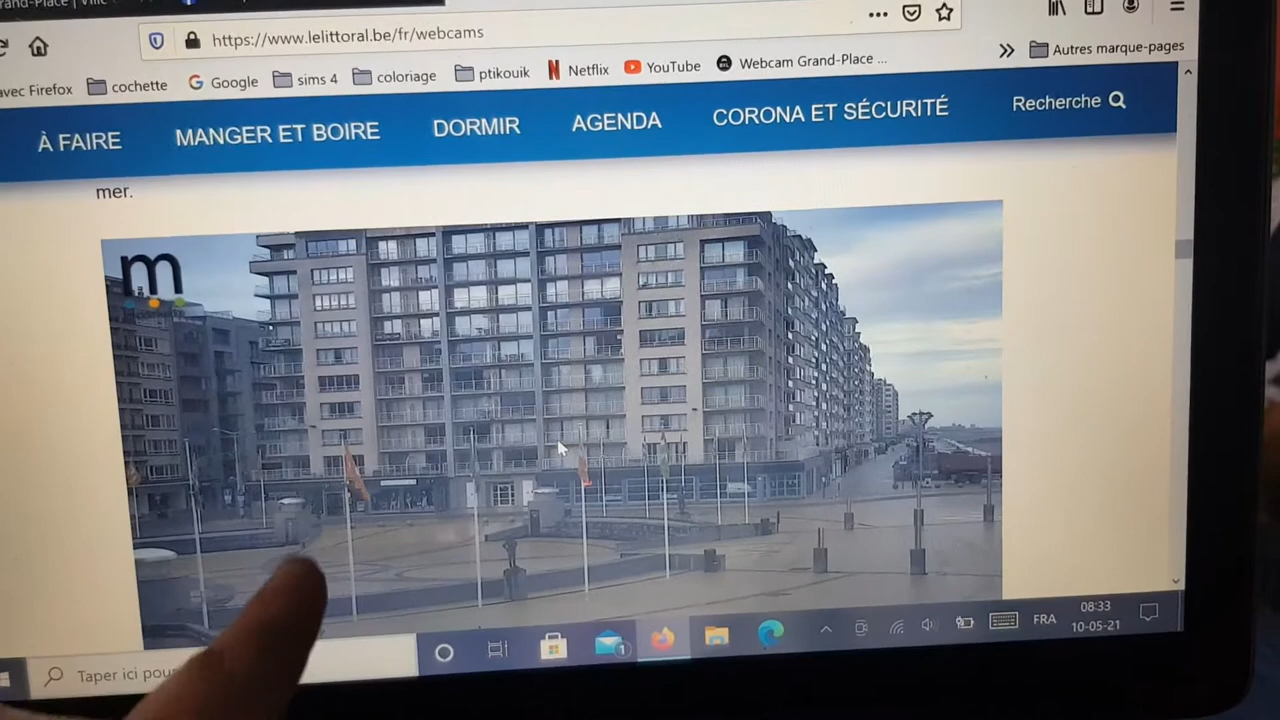 https://www.lelittoral.be/fr/webcams
avec Firefox cochette Google sims 4 coloriage ptikouik Netflix YouTube Webcam Grand-Place ... Autres marque-pages
À FAIRE MANGER ET BOIRE DORMIR AGENDA CORONA ET SÉCURITÉ Recherche
mer.
m
Taper ici pou
1
FRA
08:33
10-05-21